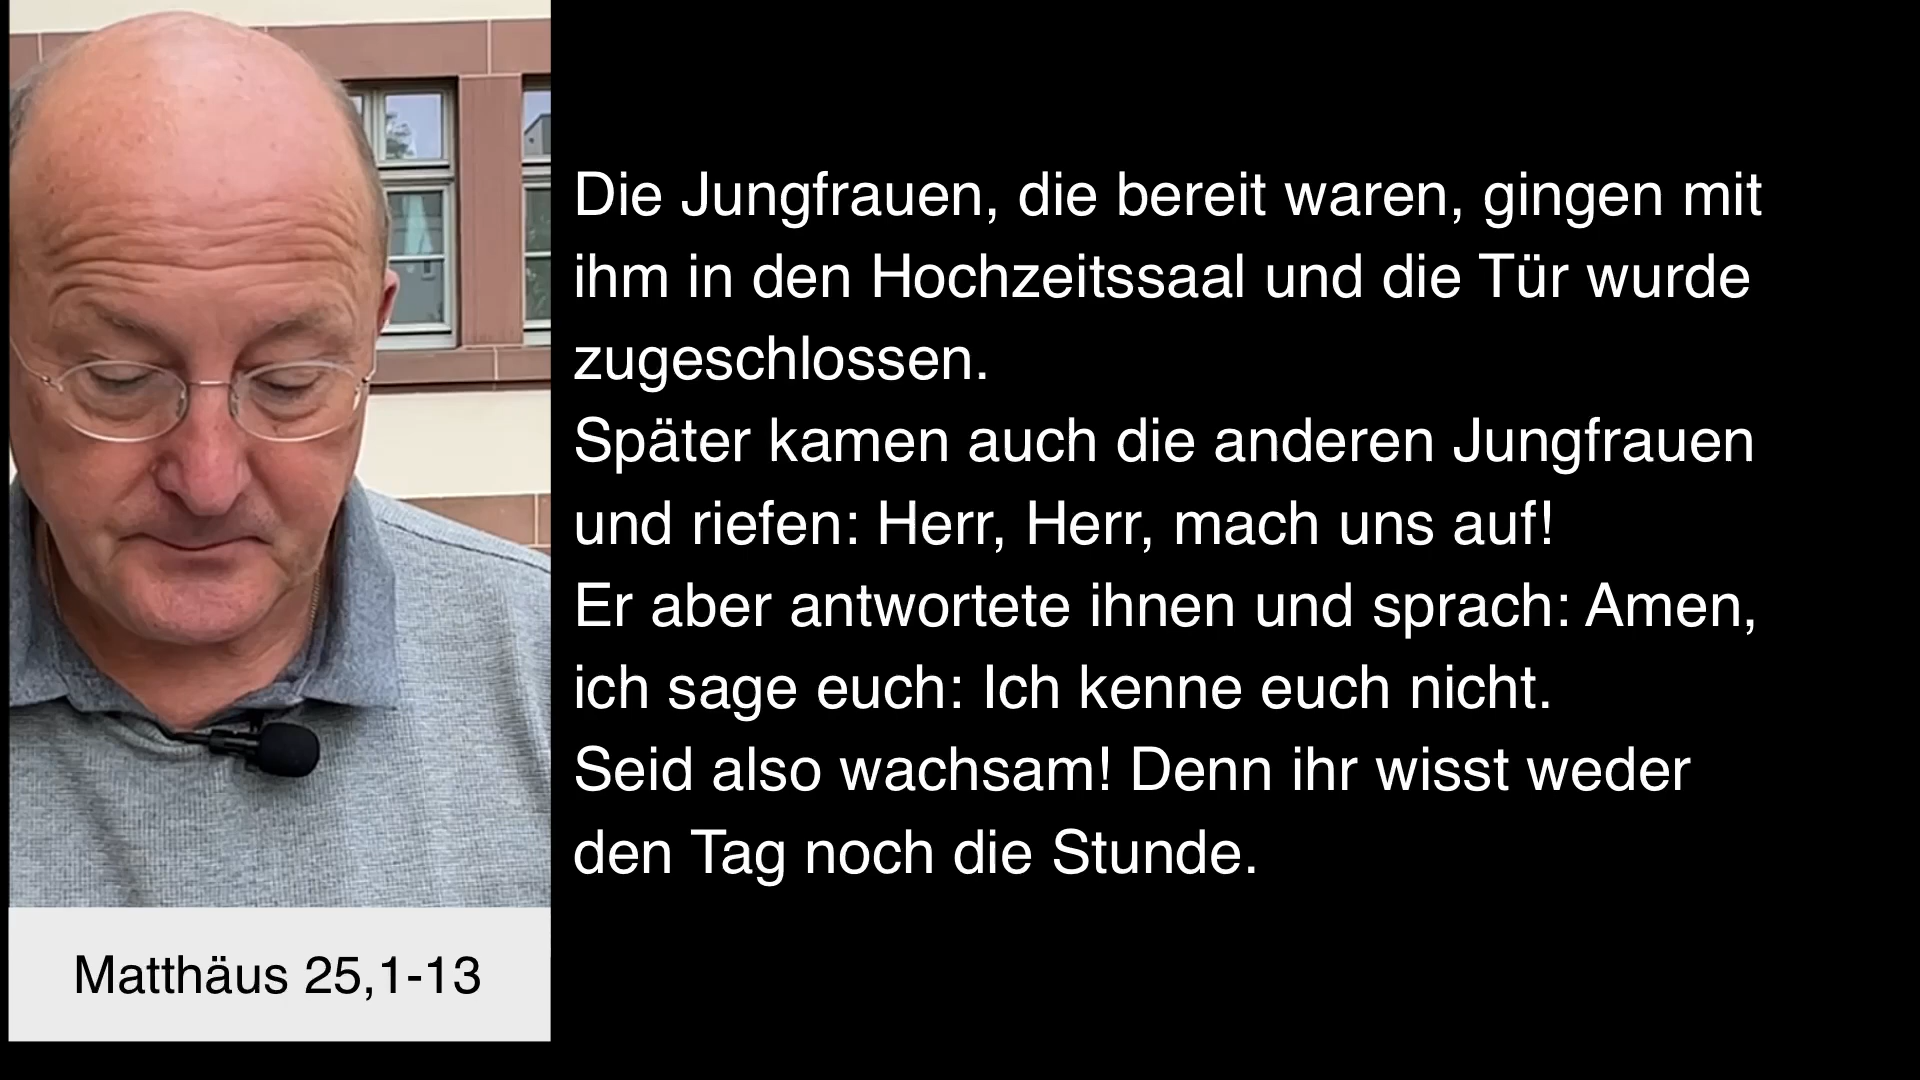 Die Jungfrauen, die bereit waren, gingen mit
ihm in den Hochzeitssaal und die Tür wurde
zugeschlossen.
Später kamen auch die anderen Jungfrauen
und riefen: Herr, Herr, mach uns auf!
Er aber antwortete ihnen und sprach: Amen,
ich sage euch: Ich kenne euch nicht.
Seid also wachsam! Denn ihr wisst weder
den Tag noch die Stunde.
Matthäus 25,1-13